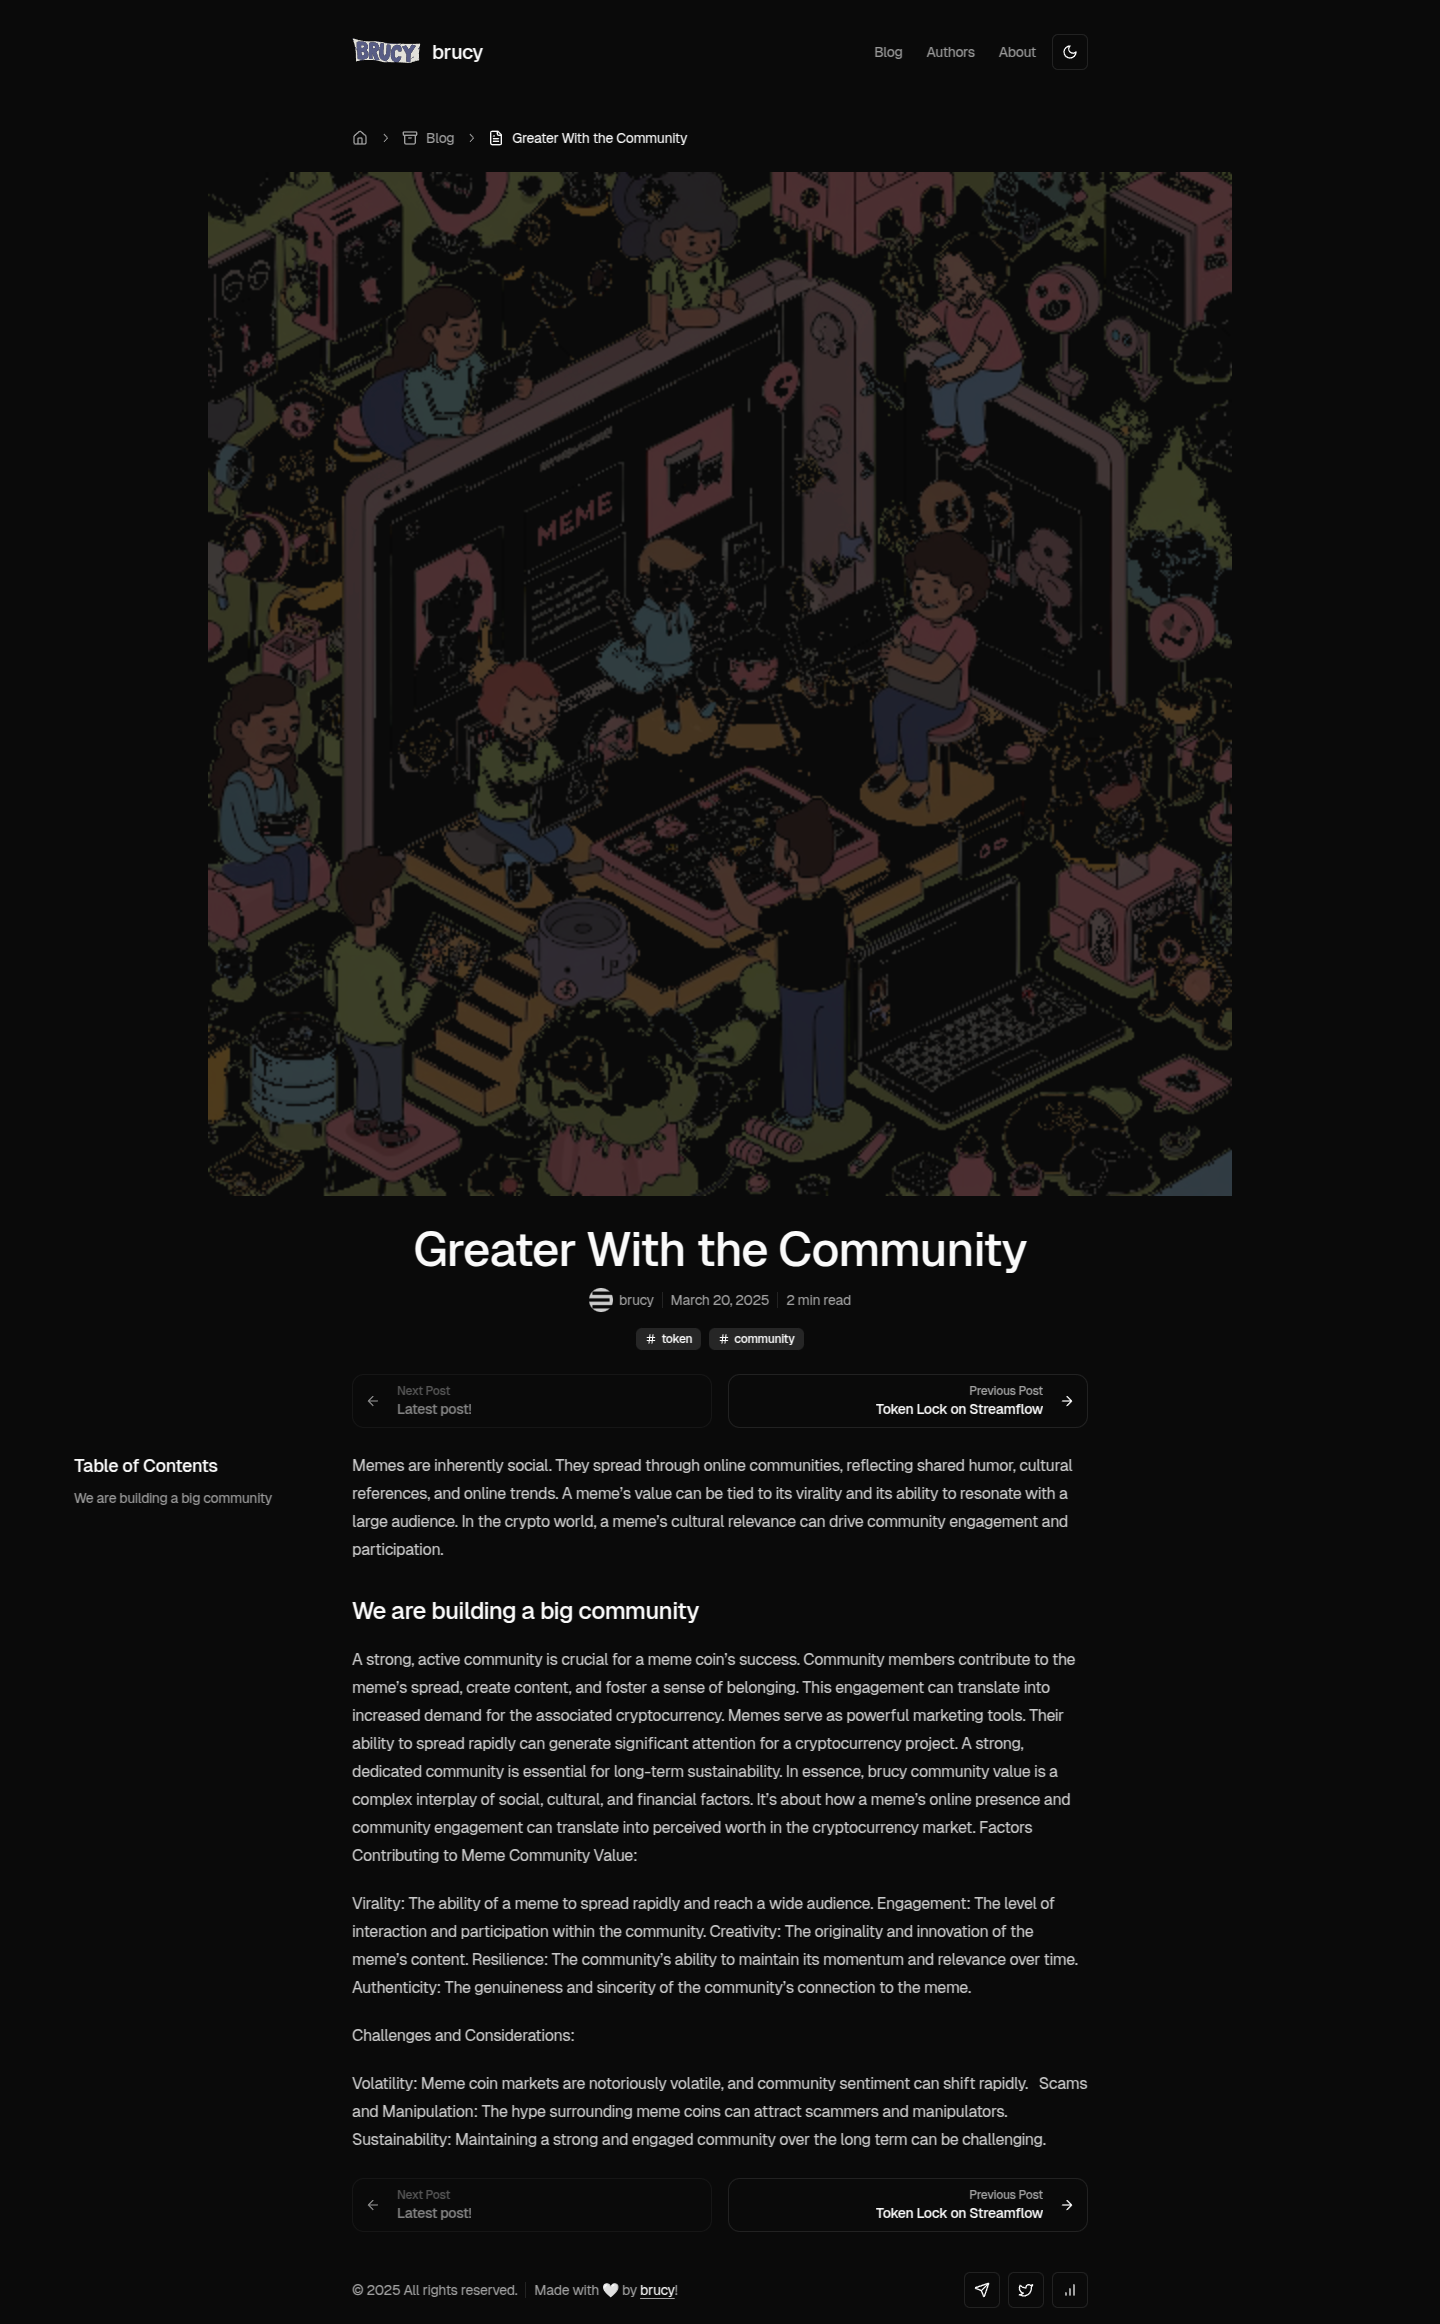 BRUCY brucy
Blog Authors About
Blog Greater With the Community
MEME
Greater With the Community
brucy March 20, 2025 2 min read
# token # community
Next Post
Latest post!
Previous Post
Token Lock on Streamflow
Table of Contents
We are building a big community
Memes are inherently social. They spread through online communities, reflecting shared humor, cultural
references, and online trends. A meme’s value can be tied to its virality and its ability to resonate with a
large audience. In the crypto world, a meme’s cultural relevance can drive community engagement and
participation.
We are building a big community
A strong, active community is crucial for a meme coin’s success. Community members contribute to the
meme’s spread, create content, and foster a sense of belonging. This engagement can translate into
increased demand for the associated cryptocurrency. Memes serve as powerful marketing tools. Their
ability to spread rapidly can generate significant attention for a cryptocurrency project. A strong,
dedicated community is essential for long-term sustainability. In essence, brucy community value is a
complex interplay of social, cultural, and financial factors. It’s about how a meme’s online presence and
community engagement can translate into perceived worth in the cryptocurrency market. Factors
Contributing to Meme Community Value:
Virality: The ability of a meme to spread rapidly and reach a wide audience. Engagement: The level of
interaction and participation within the community. Creativity: The originality and innovation of the
meme’s content. Resilience: The community’s ability to maintain its momentum and relevance over time.
Authenticity: The genuineness and sincerity of the community’s connection to the meme.
Challenges and Considerations:
Volatility: Meme coin markets are notoriously volatile, and community sentiment can shift rapidly.   Scams
and Manipulation: The hype surrounding meme coins can attract scammers and manipulators.
Sustainability: Maintaining a strong and engaged community over the long term can be challenging.
Next Post
Latest post!
Previous Post
Token Lock on Streamflow
© 2025 All rights reserved. Made with 🤍 by brucy!